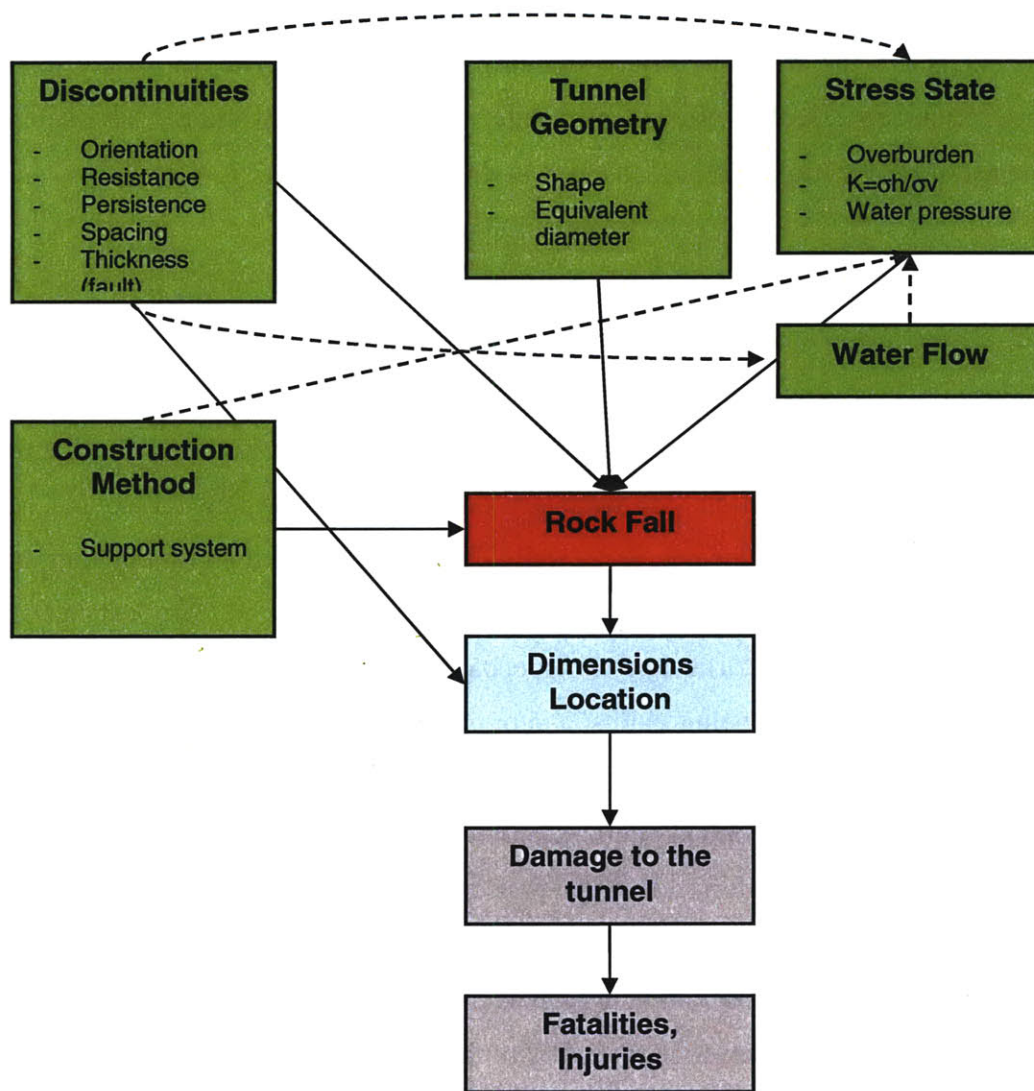 Discontinuities
- Orientation
- Resistance
- Persistence
- Spacing
- Thickness
(fault)
Tunnel
Geometry
- Shape
- Equivalent
diameter
Stress State
- Overburden
- K=σh/σv
- Water pressure
Water Flow
Construction
Method
- Support system
Rock Fall
Dimensions
Location
Damage to the
tunnel
Fatalities,
Injuries